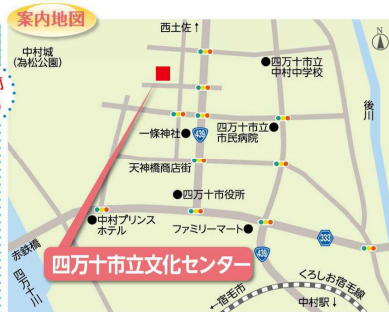 案内地図
西土佐↑
N
中村城
(為松公園)
四万十市立
中村中学校
後川
一條神社
439
四万十市立
市民病院
天神橋商店街
四万十市役所
中村プリンス
ホテル
ファミリーマート
333
赤鉄橋
四万十市立文化センター
439
四万十川
くろしお宿毛線
←宿毛市
中村駅↓